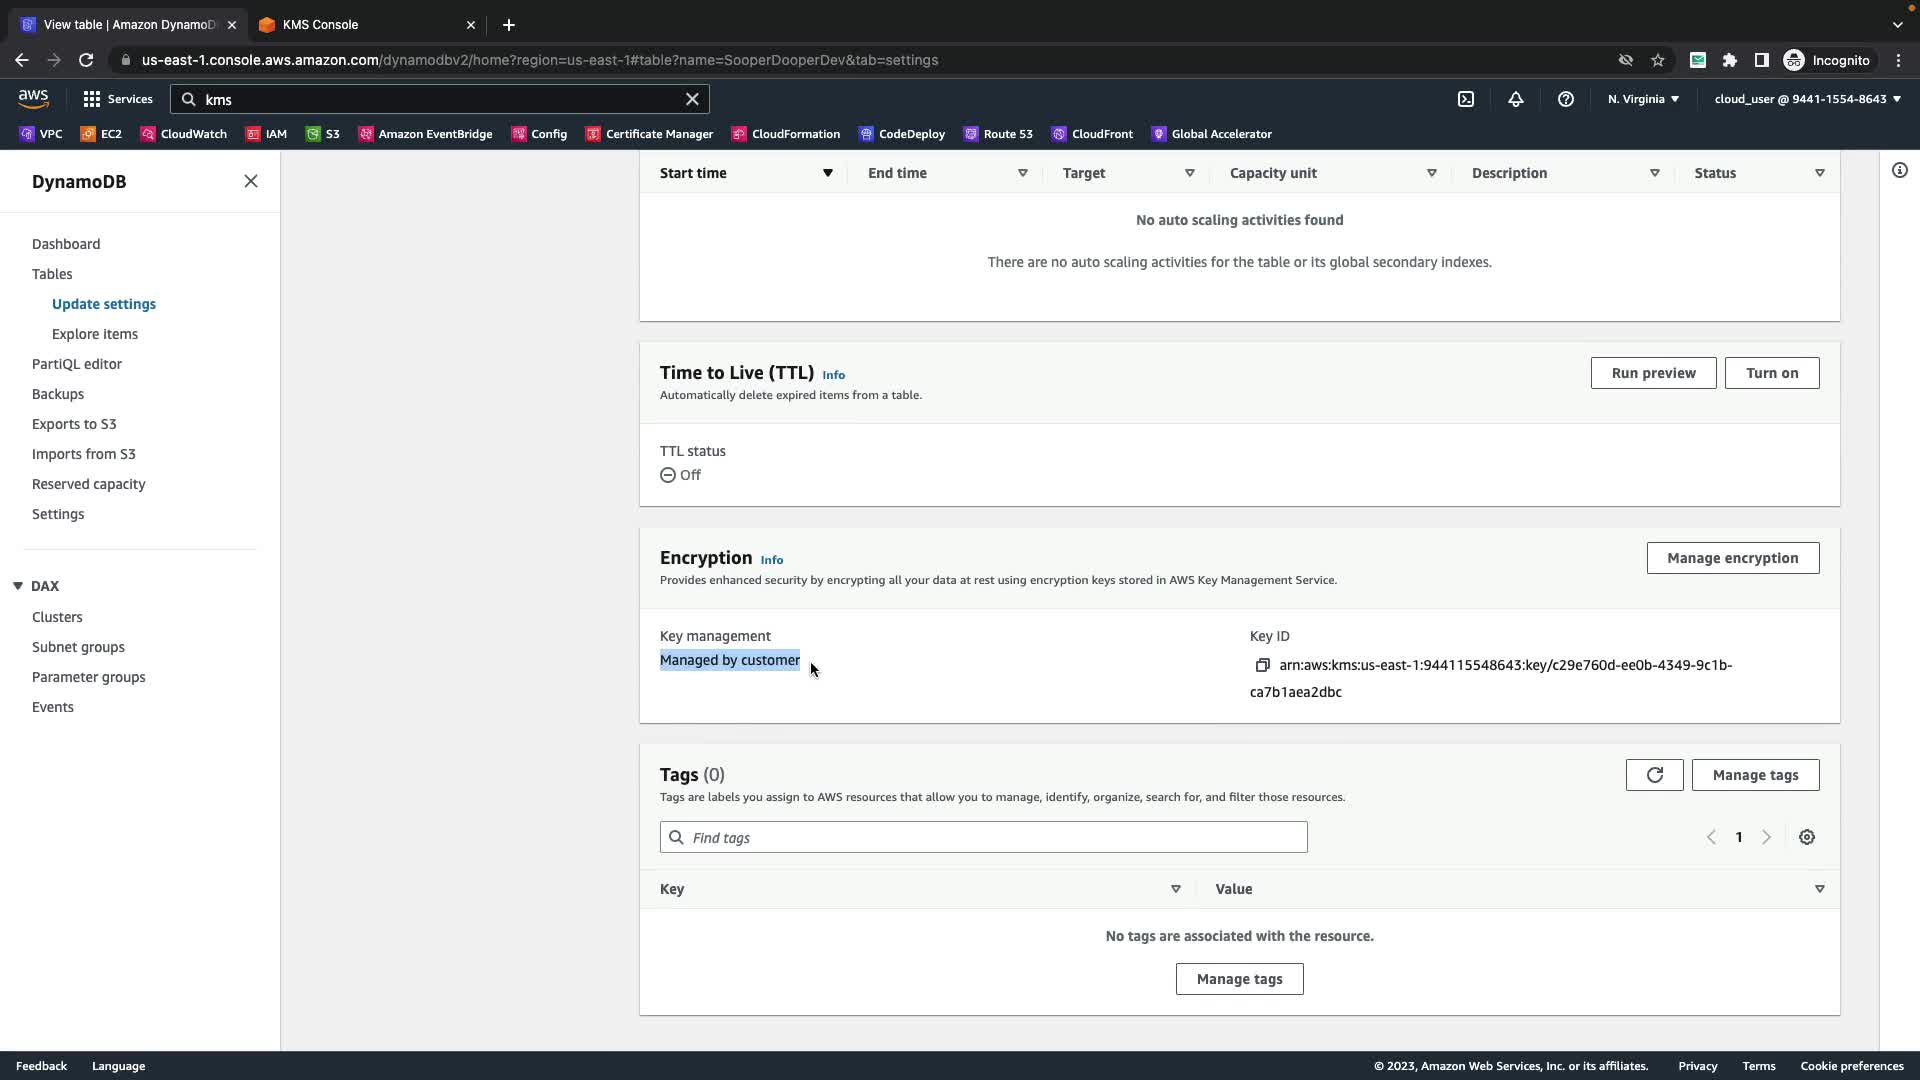 View table | Amazon DynamoD
KMS Console
us-east-1.console.aws.amazon.com/dynamodbv2/home?region=us-east-1#table?name=SooperDooperDev&tab=settings
Incognito
aws
Services
kms
N. Virginia
cloud_user @ 9441-1554-8643
VPC
EC2
CloudWatch
IAM
S3
Amazon EventBridge
Config
Certificate Manager
CloudFormation
CodeDeploy
Route 53
CloudFront
Global Accelerator
DynamoDB
Dashboard
Tables
Update settings
Explore items
PartiQL editor
Backups
Exports to S3
Imports from S3
Reserved capacity
Settings
DAX
Clusters
Subnet groups
Parameter groups
Events
Start time
End time
Target
Capacity unit
Description
Status
No auto scaling activities found
There are no auto scaling activities for the table or its global secondary indexes.
Time to Live (TTL) Info
Automatically delete expired items from a table.
Run preview
Turn on
TTL status
Off
Encryption Info
Provides enhanced security by encrypting all your data at rest using encryption keys stored in AWS Key Management Service.
Manage encryption
Key management
Managed by customer
Key ID
arn:aws:kms:us-east-1:944115548643:key/c29e760d-ee0b-4349-9c1b-
ca7b1aea2dbc
Tags (0)
Tags are labels you assign to AWS resources that allow you to manage, identify, organize, search for, and filter those resources.
Manage tags
Find tags
1
Key
Value
No tags are associated with the resource.
Manage tags
Feedback
Language
© 2023, Amazon Web Services, Inc. or its affiliates.
Privacy
Terms
Cookie preferences